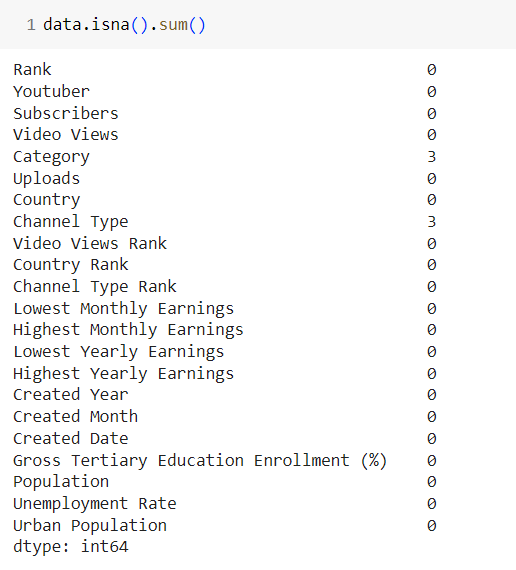 1 data.isna().sum()
Rank 0
Youtuber 0
Subscribers 0
Video Views 0
Category 3
Uploads 0
Country 0
Channel Type 3
Video Views Rank 0
Country Rank 0
Channel Type Rank 0
Lowest Monthly Earnings 0
Highest Monthly Earnings 0
Lowest Yearly Earnings 0
Highest Yearly Earnings 0
Created Year 0
Created Month 0
Created Date 0
Gross Tertiary Education Enrollment (%) 0
Population 0
Unemployment Rate 0
Urban Population 0
dtype: int64